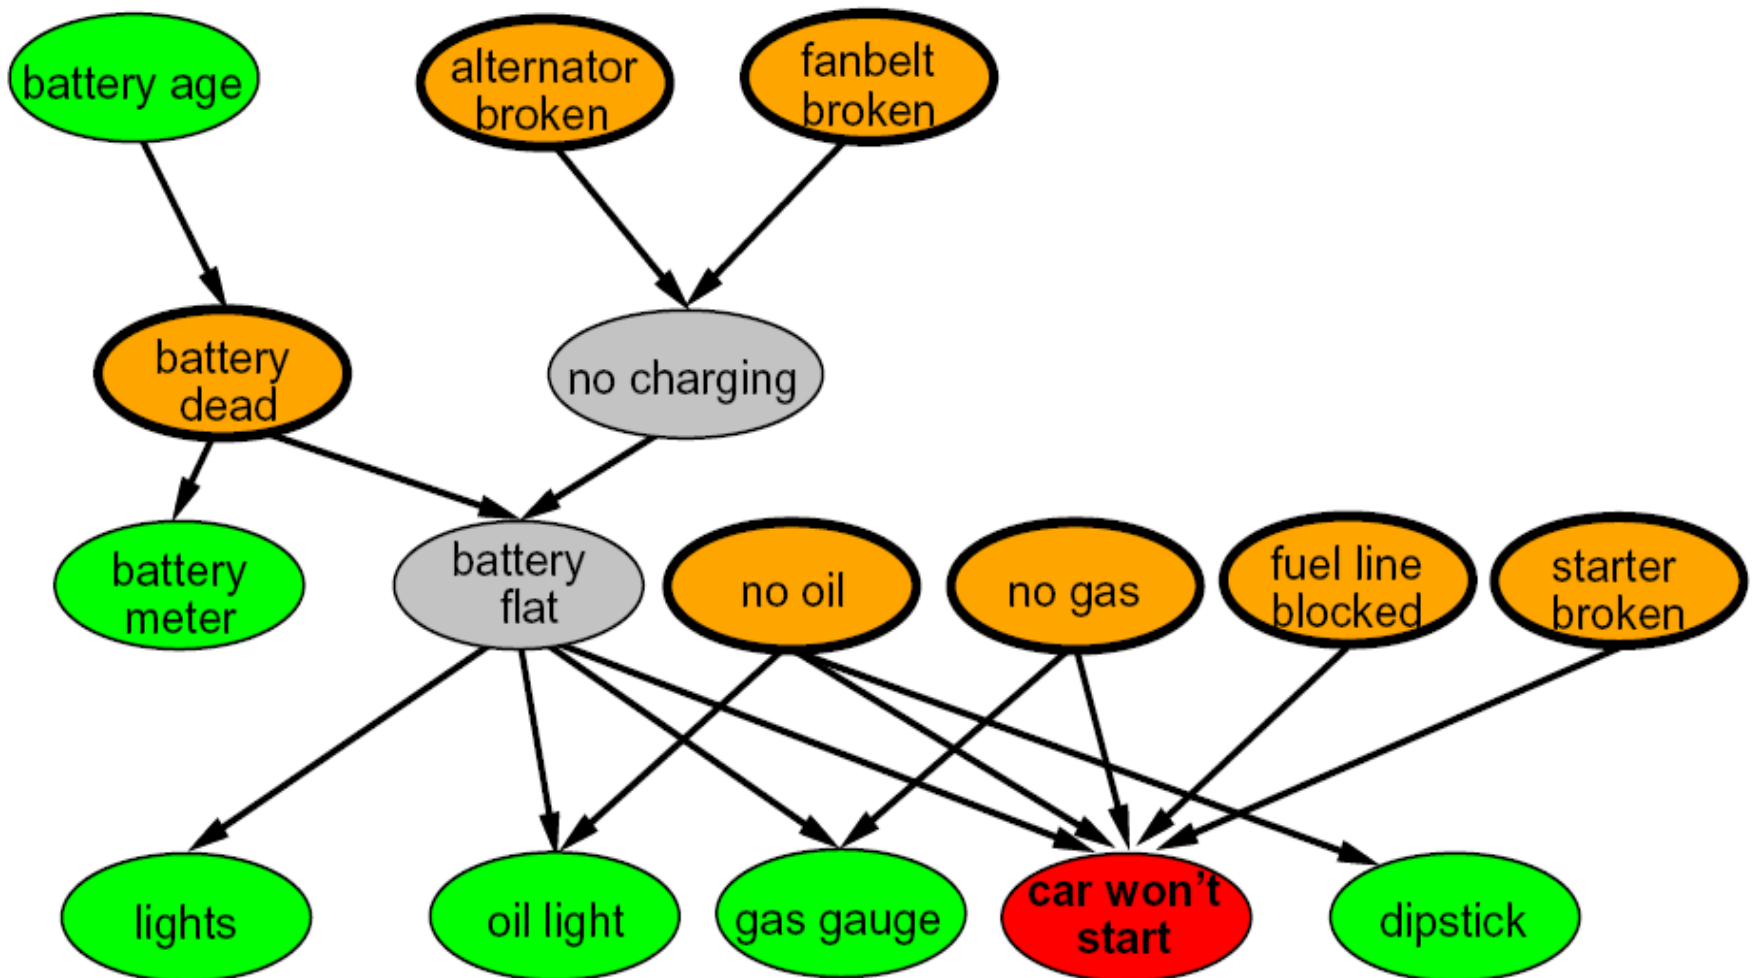 battery age
alternator
broken
fanbelt
broken
battery
dead
no charging
battery
meter
battery
flat
no oil
no gas
fuel line
blocked
starter
broken
lights
oil light
gas gauge
car won't
start
dipstick